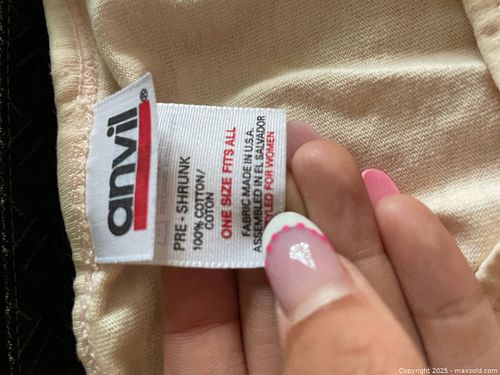 anvil®
PRE-SHRUNK
100% COTTON/
COTON
ONE SIZE FITS ALL
FABRIC MADE IN U.S.A.
ASSEMBLED IN EL SALVADOR
FOR WOMEN
Copyright 2025 - maxsold.com